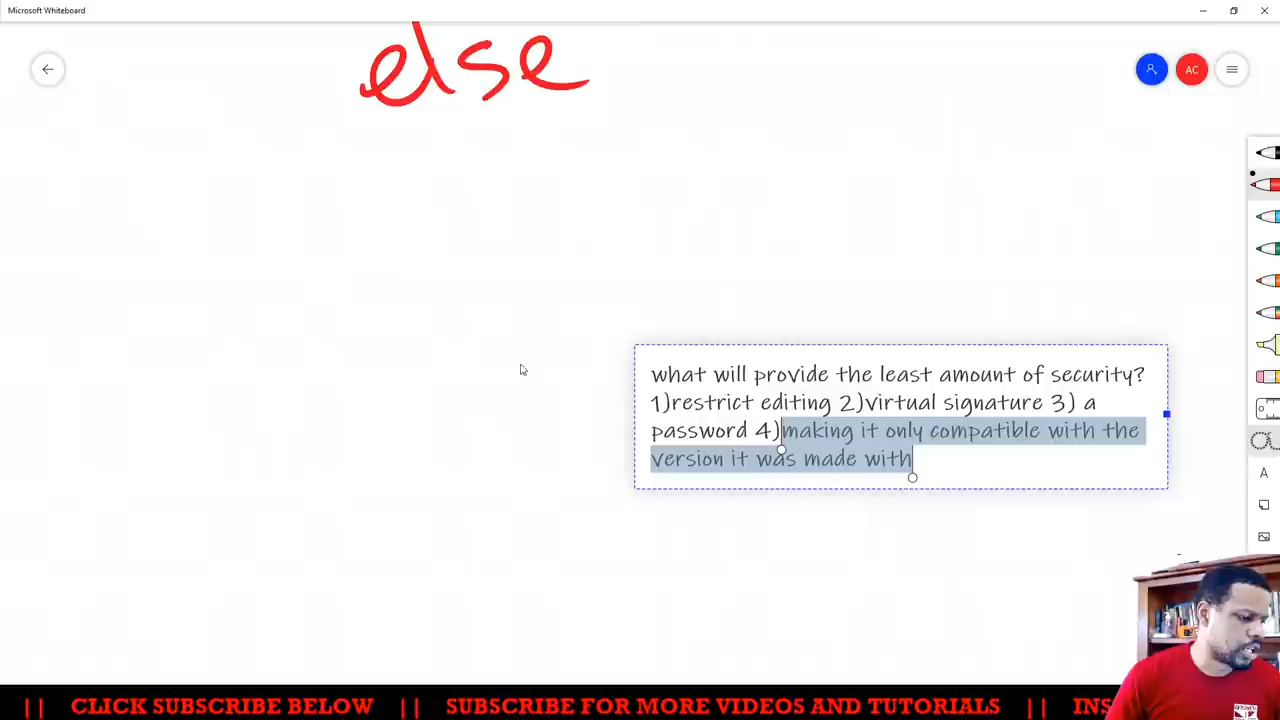 Microsoft Whiteboard
else
AC
what will provide the least amount of security?
1)restrict editing 2)virtual signature 3) a
password 4)making it only compatible with the
version it was made with
A
|| CLICK SUBSCRIBE BELOW || SUBSCRIBE FOR MORE VIDEOS AND TUTORIALS || INS